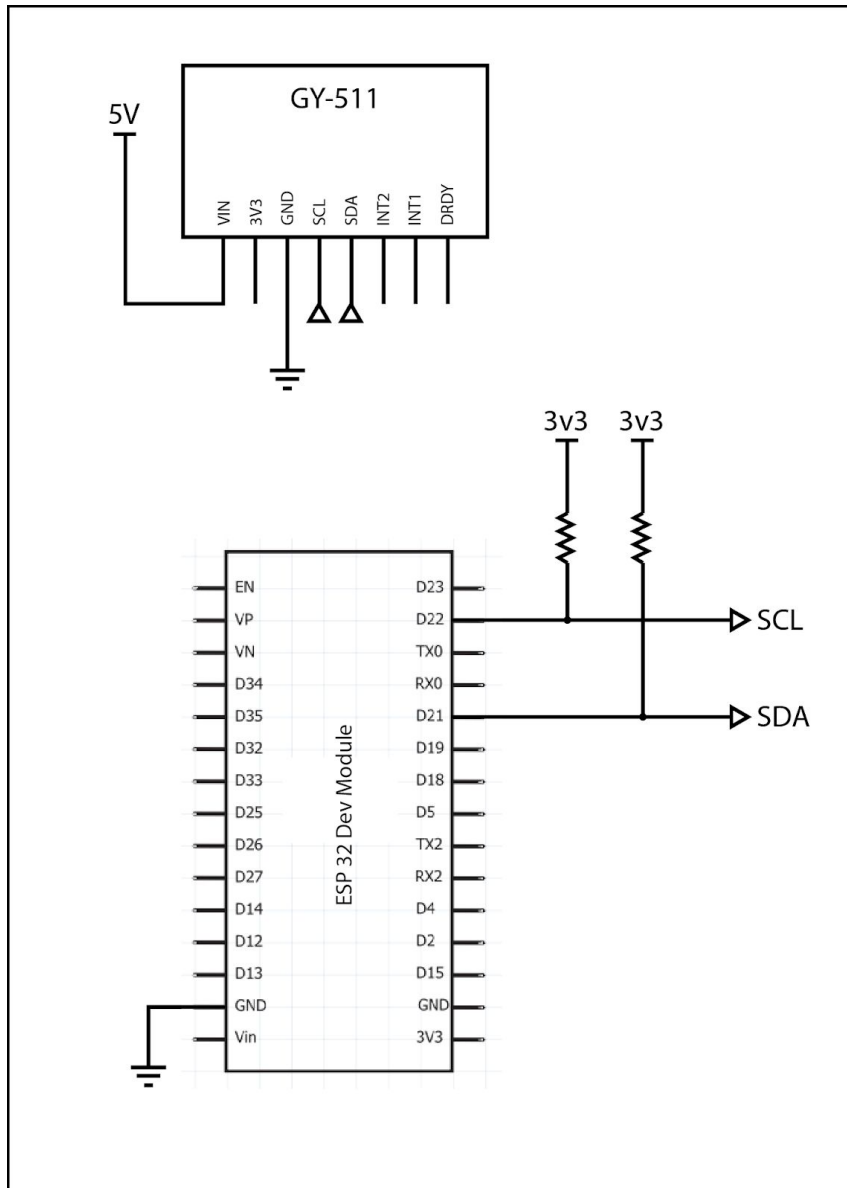 GY-511
5V
VIN
3V3
GND
SCL
SDA
INT2
INT1
DRDY
3v3 3v3
EN D23
VP D22
SCL
VN TX0
D34 RX0
D35 D21
SDA
D32 D19
D33 D18
D25 D5
D26 TX2
D27 RX2
D14 D4
D12 D2
D13 D15
GND GND
Vin 3V3
ESP 32 Dev Module